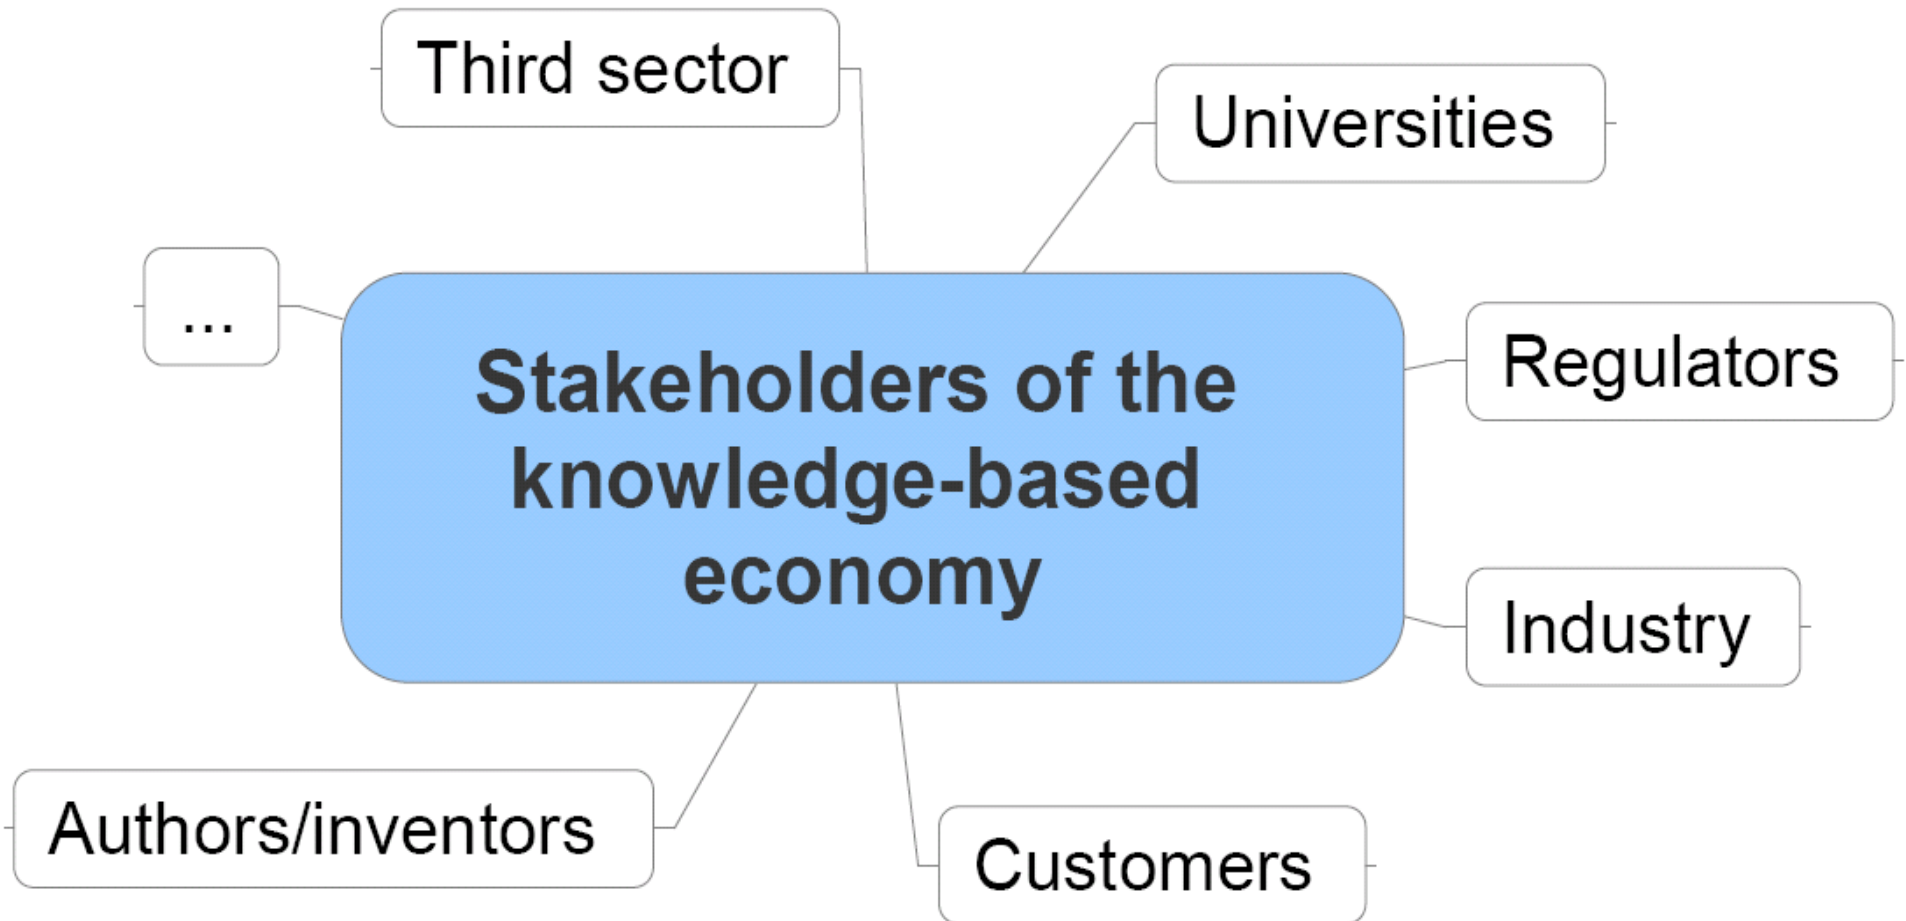 Third sector
Universities
...
Stakeholders of the
knowledge-based
economy
Regulators
Industry
Authors/inventors
Customers